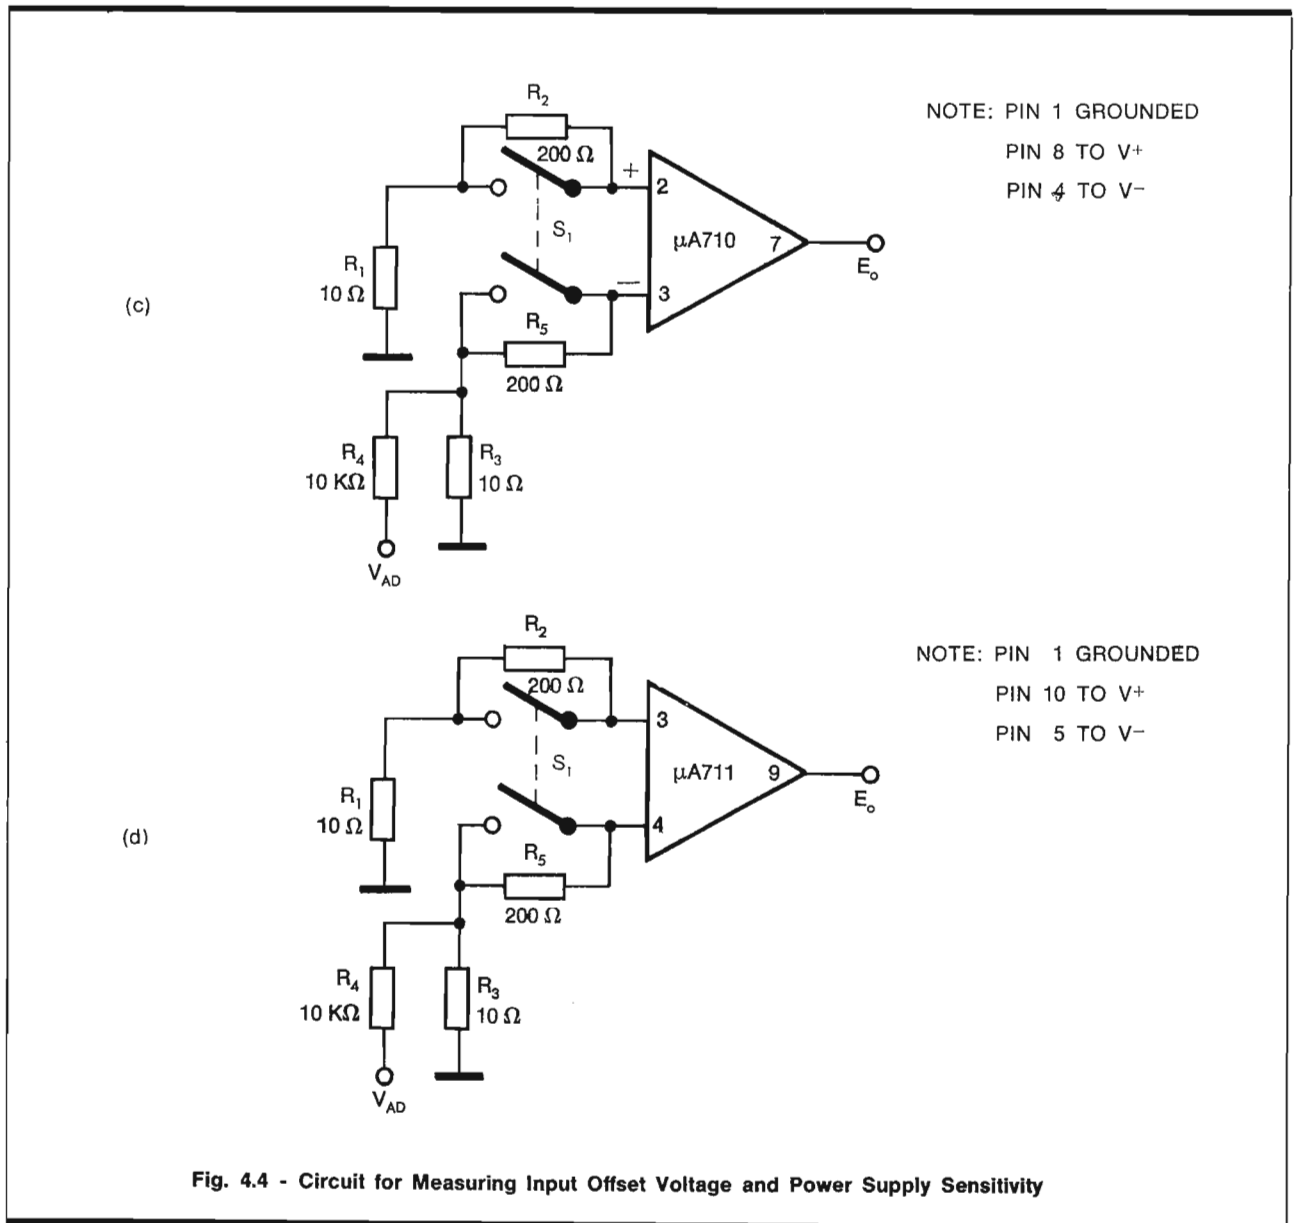 R2
200 Ω
NOTE: PIN 1 GROUNDED
PIN 8 TO V+
PIN 4 TO V−
+
2
S1
μA710
7
Eo
R1
10 Ω
(c)
−
3
R5
200 Ω
R4
10 KΩ
R3
10 Ω
VAD
R2
200 Ω
NOTE: PIN 1 GROUNDED
PIN 10 TO V+
PIN 5 TO V−
3
S1
μA711
9
Eo
R1
10 Ω
(d)
4
R5
200 Ω
R4
10 KΩ
R3
10 Ω
VAD
Fig. 4.4 - Circuit for Measuring Input Offset Voltage and Power Supply Sensitivity